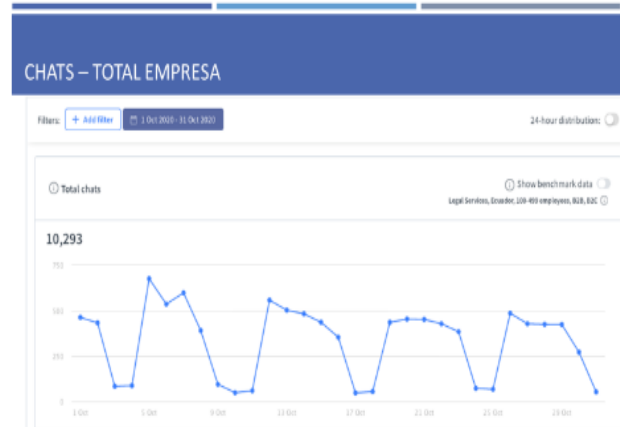 CHATS – TOTAL EMPRESA
Filters: + Add filter 1 Oct 2020 - 31 Oct 2020 24-hour distribution:
Total chats Show benchmark data
Legal Services, Ecuador, 100-499 employees, B2B, B2C
10,293
750
500
250
0
1 Oct 5 Oct 9 Oct 13 Oct 17 Oct 21 Oct 25 Oct 29 Oct